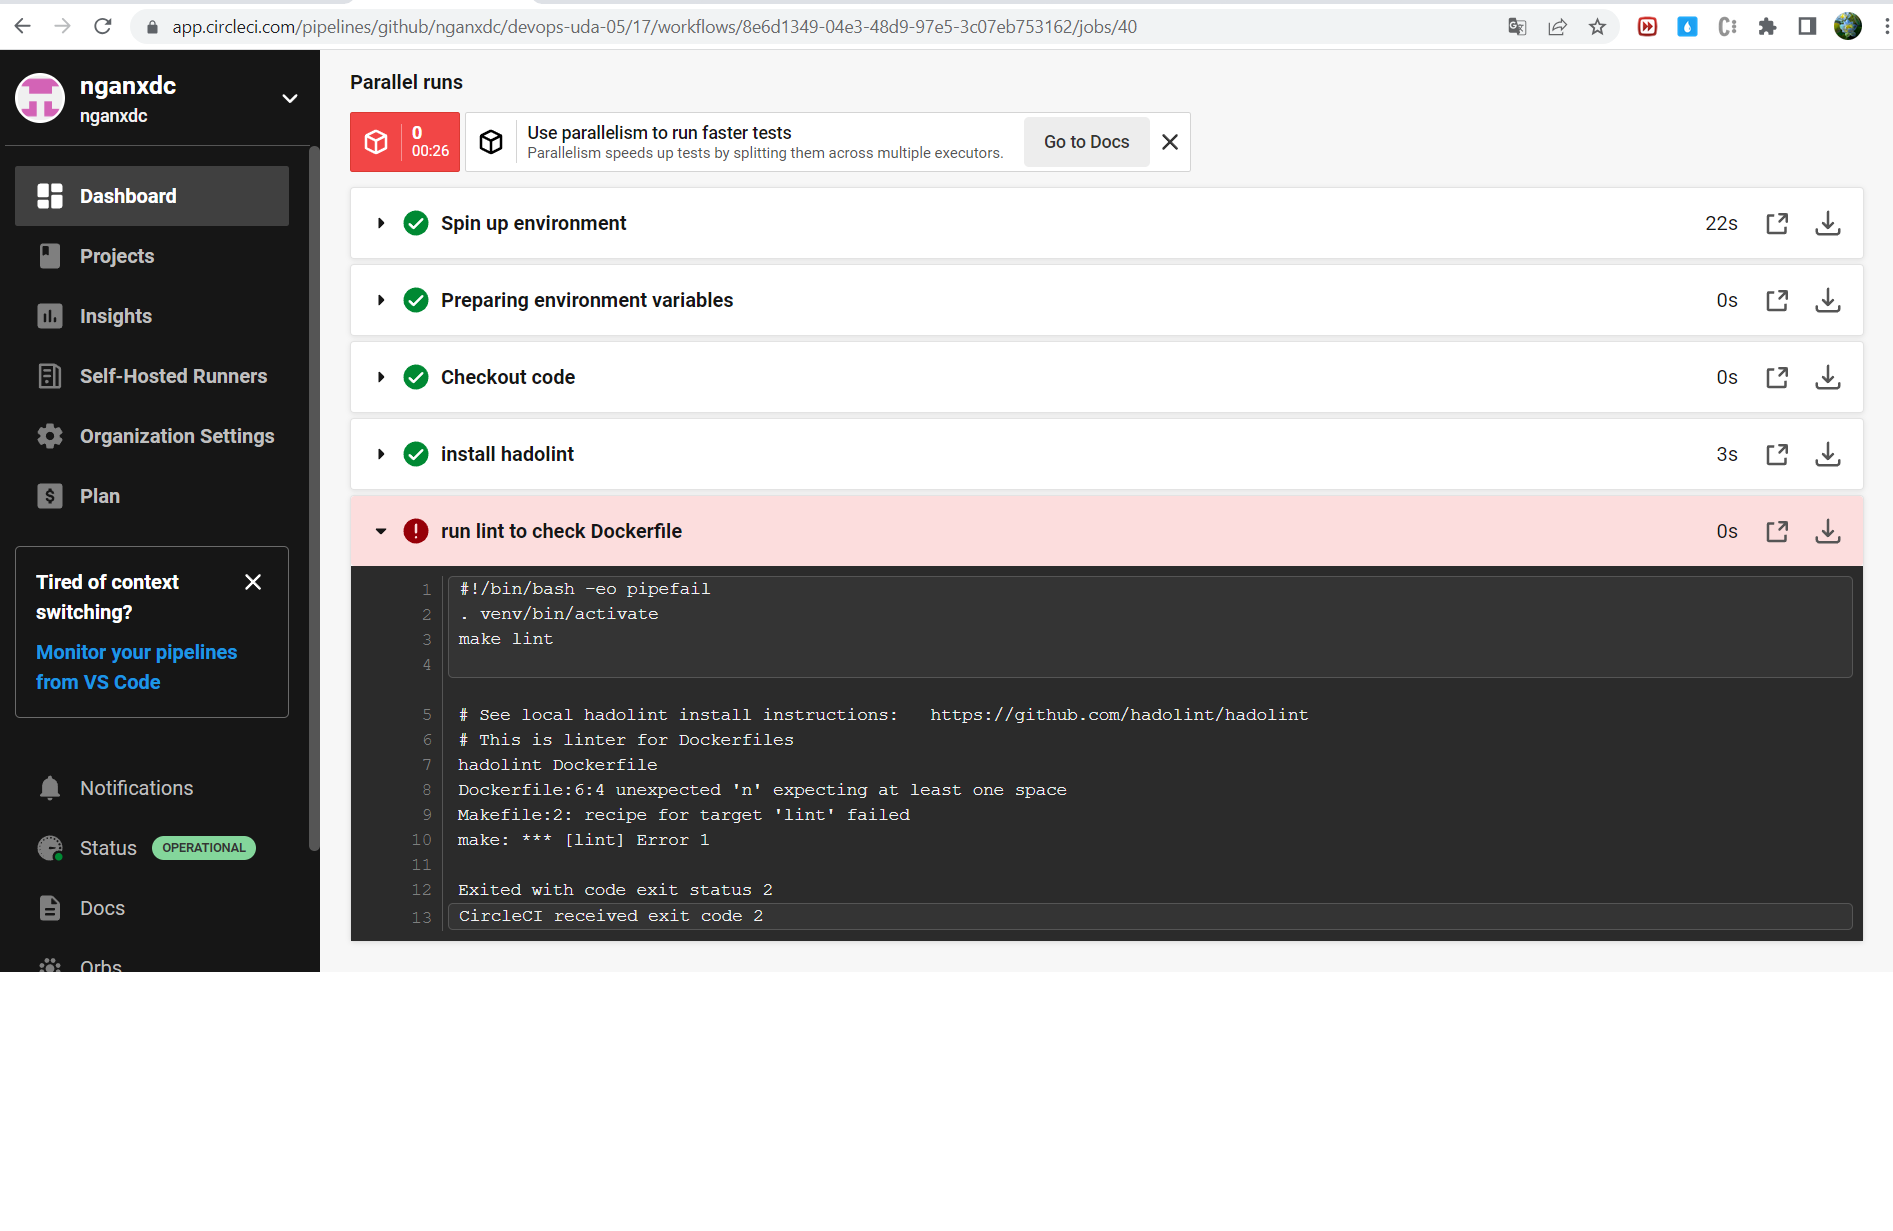 app.circleci.com/pipelines/github/nganxdc/devops-uda-05/17/workflows/8e6d1349-04e3-48d9-97e5-3c07eb753162/jobs/40
nganxdc
nganxdc
Dashboard
Projects
Insights
Self-Hosted Runners
Organization Settings
Plan
Tired of context
switching?
Monitor your pipelines
from VS Code
Notifications
Status OPERATIONAL
Docs
Orbs
Parallel runs
0
00:26
Use parallelism to run faster tests
Parallelism speeds up tests by splitting them across multiple executors.
Go to Docs
Spin up environment 22s
Preparing environment variables 0s
Checkout code 0s
install hadolint 3s
run lint to check Dockerfile 0s
1 #!/bin/bash -eo pipefail
2 . venv/bin/activate
3 make lint
4
5 # See local hadolint install instructions:   https://github.com/hadolint/hadolint
6 # This is linter for Dockerfiles
7 hadolint Dockerfile
8 Dockerfile:6:4 unexpected 'n' expecting at least one space
9 Makefile:2: recipe for target 'lint' failed
10 make: *** [lint] Error 1
11
12 Exited with code exit status 2
13 CircleCI received exit code 2